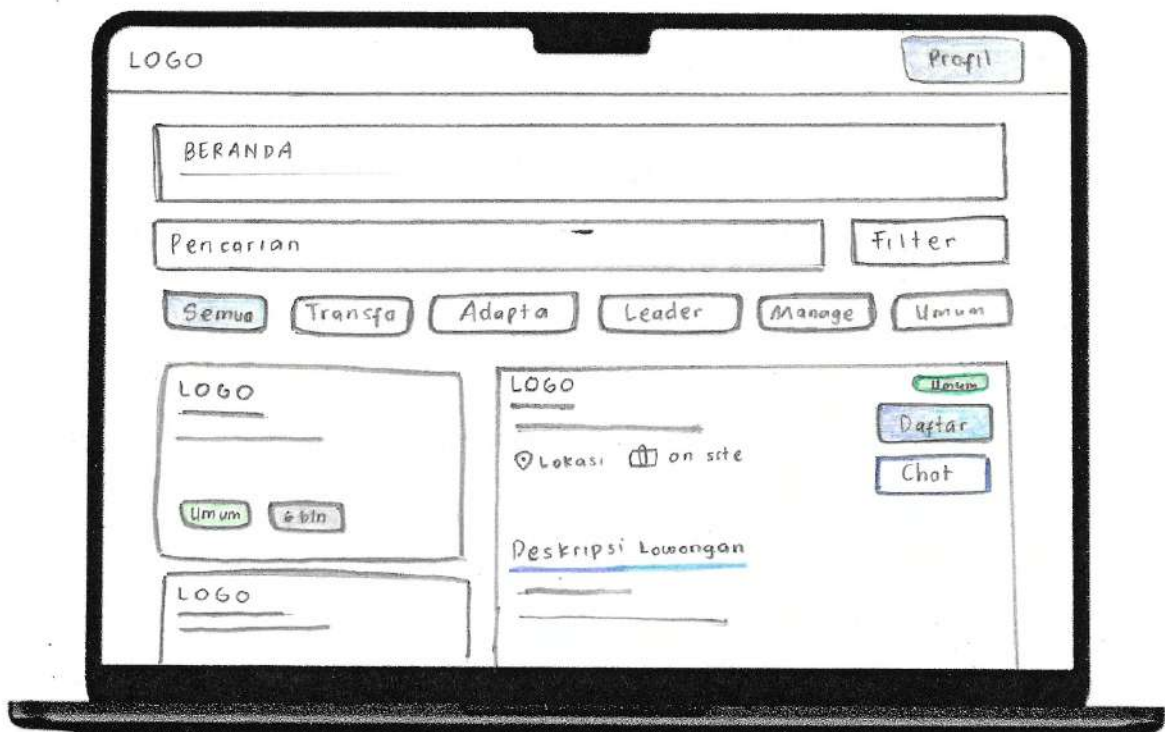 LOGO
Profil
BERANDA
Pencarian
Filter
Semua
Transfo
Adapta
Leader
Manage
Umum
LOGO
Umum
6 bln
LOGO
LOGO
Umum
Daftar
Chat
Lokasi
on site
Deskripsi Lowongan